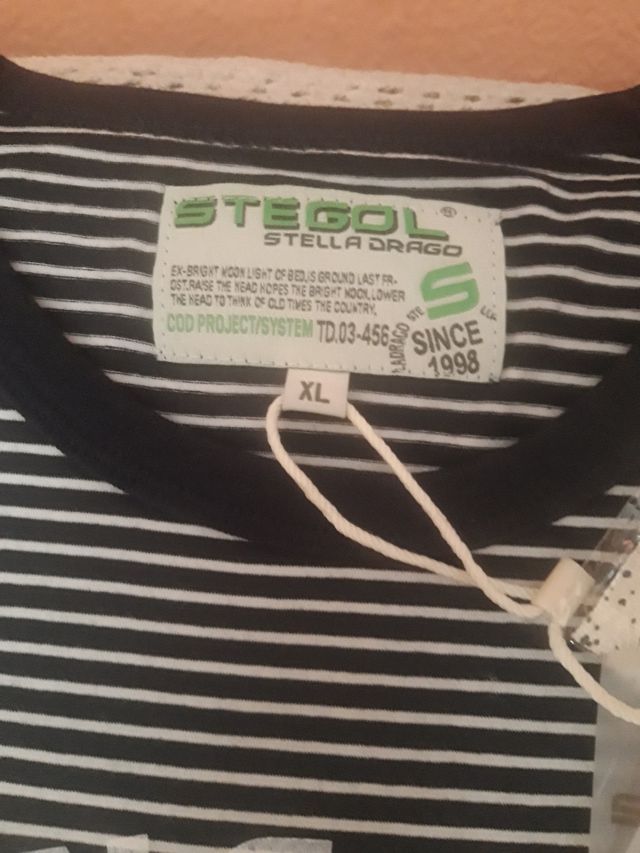 STEGOL®
STELLA DRAGO
EX-BRIGHT MOON LIGHT OF BED,IS GROUND LAST FR-
OST.RAISE THE HEAD HOPES THE BRIGHT MOON,LOWER
THE HEAD TO THINK OF OLD TIMES THE COUNTRY.
COD PROJECT/SYSTEM TD.03-456
S
SINCE
1998
XL